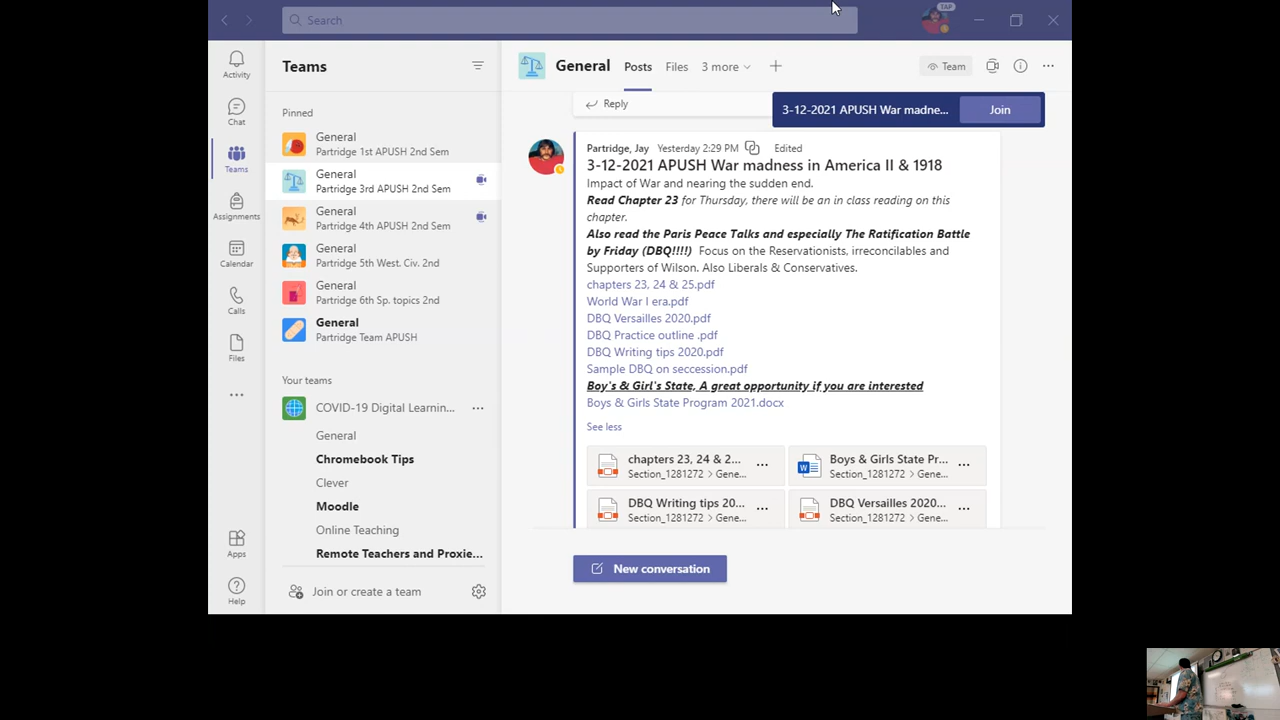 Search
TAP
Activity
Chat
Teams
Assignments
Calendar
Calls
Files
Apps
Help
Teams
Pinned
General
Partridge 1st APUSH 2nd Sem
General
Partridge 3rd APUSH 2nd Sem
General
Partridge 4th APUSH 2nd Sem
General
Partridge 5th West. Civ. 2nd
General
Partridge 6th Sp. topics 2nd
General
Partridge Team APUSH
Your teams
COVID-19 Digital Learnin...
General
Chromebook Tips
Clever
Moodle
Online Teaching
Remote Teachers and Proxie...
Join or create a team
General Posts Files 3 more
Team
Reply
3-12-2021 APUSH War madne... Join
Partridge, Jay Yesterday 2:29 PM Edited
3-12-2021 APUSH War madness in America II & 1918
Impact of War and nearing the sudden end.
Read Chapter 23 for Thursday, there will be an in class reading on this
chapter.
Also read the Paris Peace Talks and especially The Ratification Battle
by Friday (DBQ!!!!) Focus on the Reservationists, irreconcilables and
Supporters of Wilson. Also Liberals & Conservatives.
chapters 23, 24 & 25.pdf
World War I era.pdf
DBQ Versailles 2020.pdf
DBQ Practice outline .pdf
DBQ Writing tips 2020.pdf
Sample DBQ on seccession.pdf
Boy's & Girl's State, A great opportunity if you are interested
Boys & Girls State Program 2021.docx
See less
chapters 23, 24 & 2...
Section_1281272 > Gene...
Boys & Girls State Pr...
Section_1281272 > Gene...
DBQ Writing tips 20...
Section_1281272 > Gene...
DBQ Versailles 2020...
Section_1281272 > Gene...
New conversation